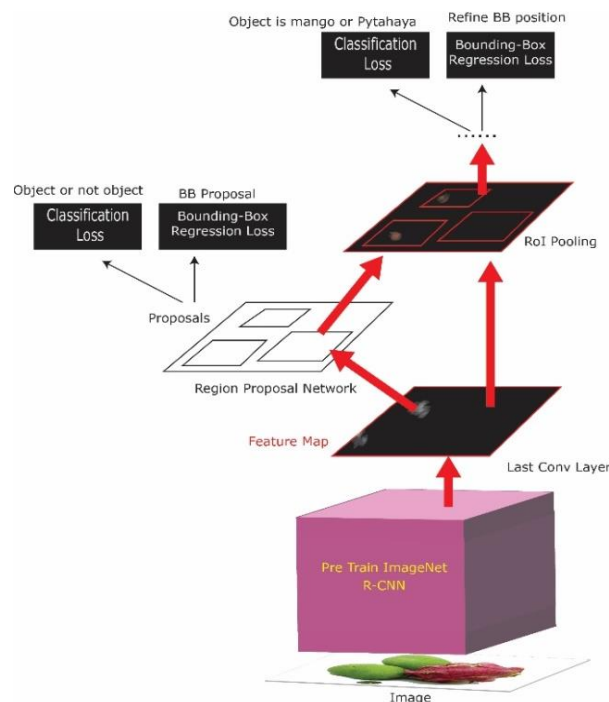 Object is mango or Pytahaya
Refine BB position
Classification
Loss
Bounding-Box
Regression Loss
......
Object or not object
BB Proposal
Classification
Loss
Bounding-Box
Regression Loss
RoI Pooling
Proposals
Region Proposal Network
Feature Map
Last Conv Layer
Pre Train ImageNet
R-CNN
Image